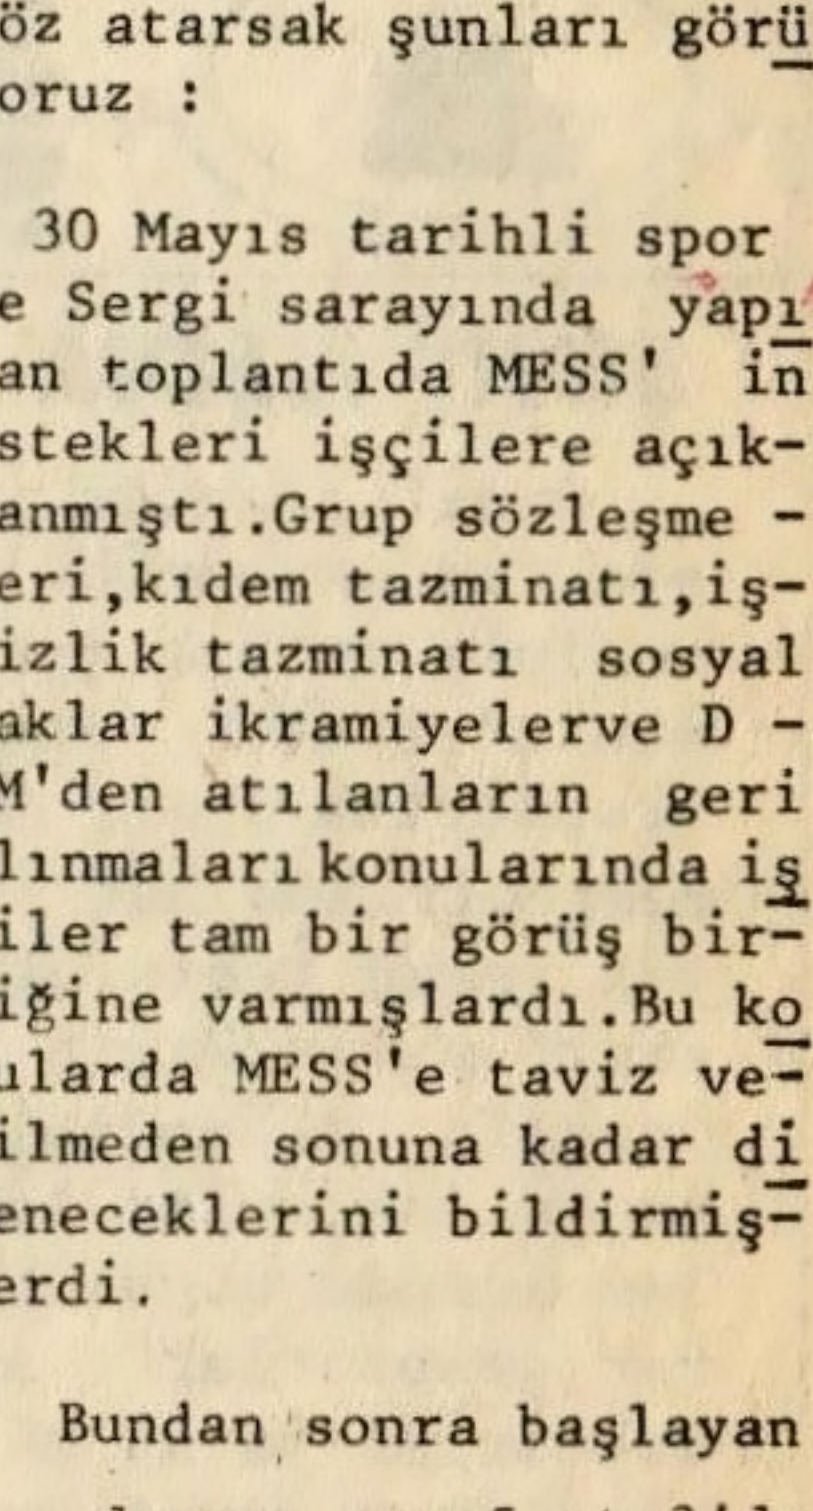 öz atarsak şunları görü
oruz :
30 Mayıs tarihli spor
e Sergi sarayında yapı
an toplantıda MESS' in
stekleri işçilere açık-
anmıştı.Grup sözleşme -
eri,kıdem tazminatı,iş-
izlik tazminatı sosyal
aklar ikramiyelerve D -
M'den atılanların geri
lınmaları konularında iş
iler tam bir görüş bir-
iğine varmışlardı.Bu ko
ularda MESS'e taviz ve-
ilmeden sonuna kadar di
eneceklerini bildirmiş-
erdi.
Bundan sonra başlayan